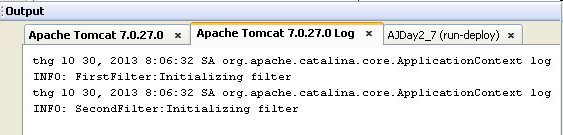 Output
Apache Tomcat 7.0.27.0 × Apache Tomcat 7.0.27.0 Log × AJDay2_7 (run-deploy) ×
thg 10 30, 2013 8:06:32 SA org.apache.catalina.core.ApplicationContext log
INFO: FirstFilter:Initializing filter
thg 10 30, 2013 8:06:32 SA org.apache.catalina.core.ApplicationContext log
INFO: SecondFilter:Initializing filter